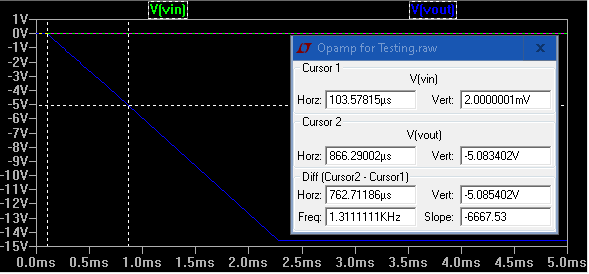 V(vin) V(vout)
1V
0V
-1V
-2V
-3V
-4V
-5V
-6V
-7V
-8V
-9V
-10V
-11V
-12V
-13V
-14V
-15V
0.0ms 0.5ms 1.0ms 1.5ms 2.0ms 2.5ms 3.0ms 3.5ms 4.0ms 4.5ms 5.0ms
Opamp for Testing.raw X
Cursor 1
V(vin)
Horz: 103.57815µs Vert: 2.0000001mV
Cursor 2
V(vout)
Horz: 866.29002µs Vert: -5.083402V
Diff (Cursor2 - Cursor1)
Horz: 762.71186µs Vert: -5.085402V
Freq: 1.3111111KHz Slope: -6667.53